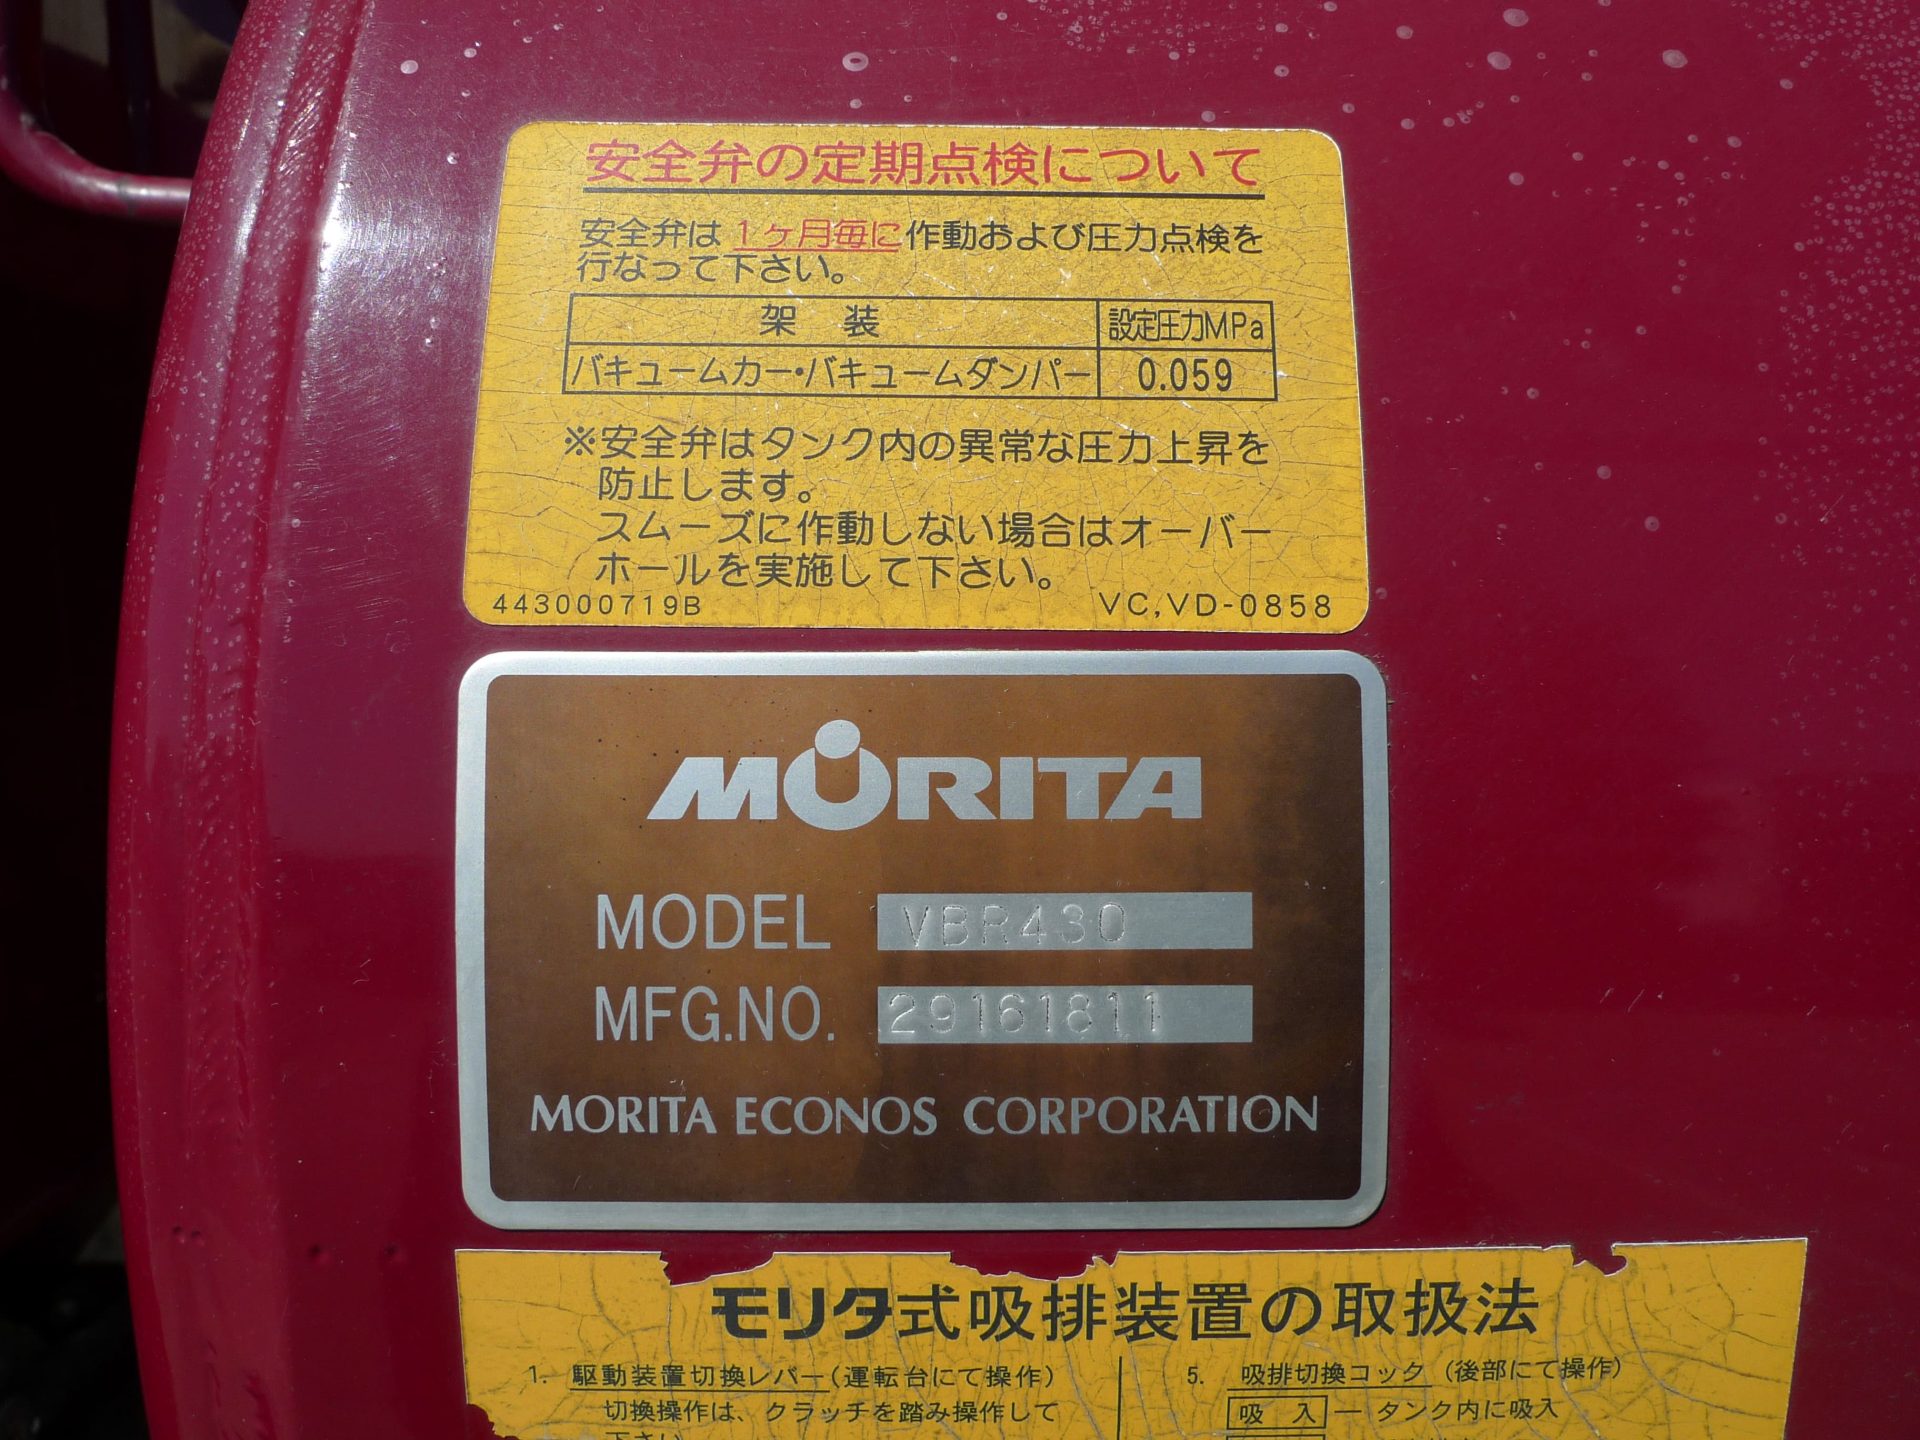 安全弁の定期点検について
安全弁は1ヶ月毎に作動および圧力点検を
行なって下さい。
架 装 設定圧力MPa
バキュームカー・バキュームダンパー 0.059
※安全弁はタンク内の異常な圧力上昇を
防止します。
スムーズに作動しない場合はオーバー
ホールを実施して下さい。
443000719B VC,VD-0858
MORITA
MODEL VBR430
MFG.NO. 29161811
MORITA ECONOS CORPORATION
モリタ式吸排装置の取扱法
1. 駆動装置切換レバー(運転台にて操作)
切換操作は、クラッチを踏み操作して
下さい
5. 吸排切換コック (後部にて操作)
吸 入 ー タンク内に吸入